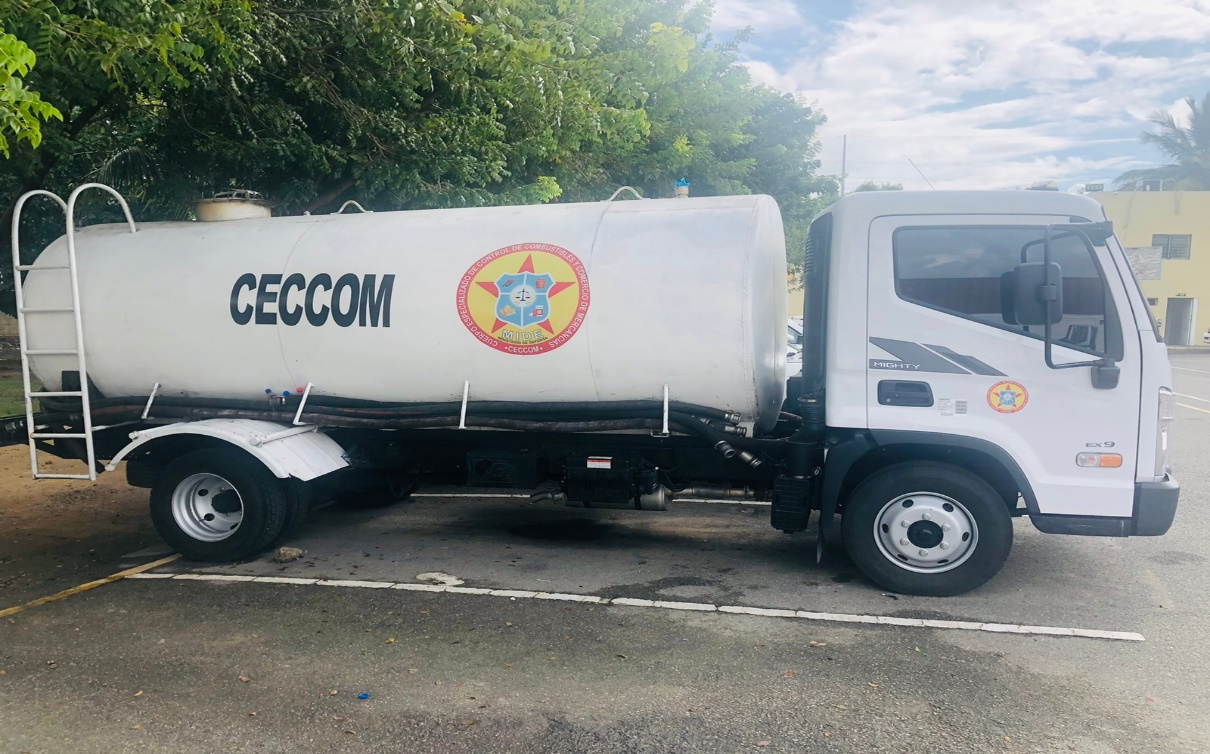 CECCOM
CUERPO ESPECIALIZADO DE CONTROL DE COMBUSTIBLES Y COMERCIO DE MERCANCIAS
MIDE
•CECCOM•
MIGHTY
EX9